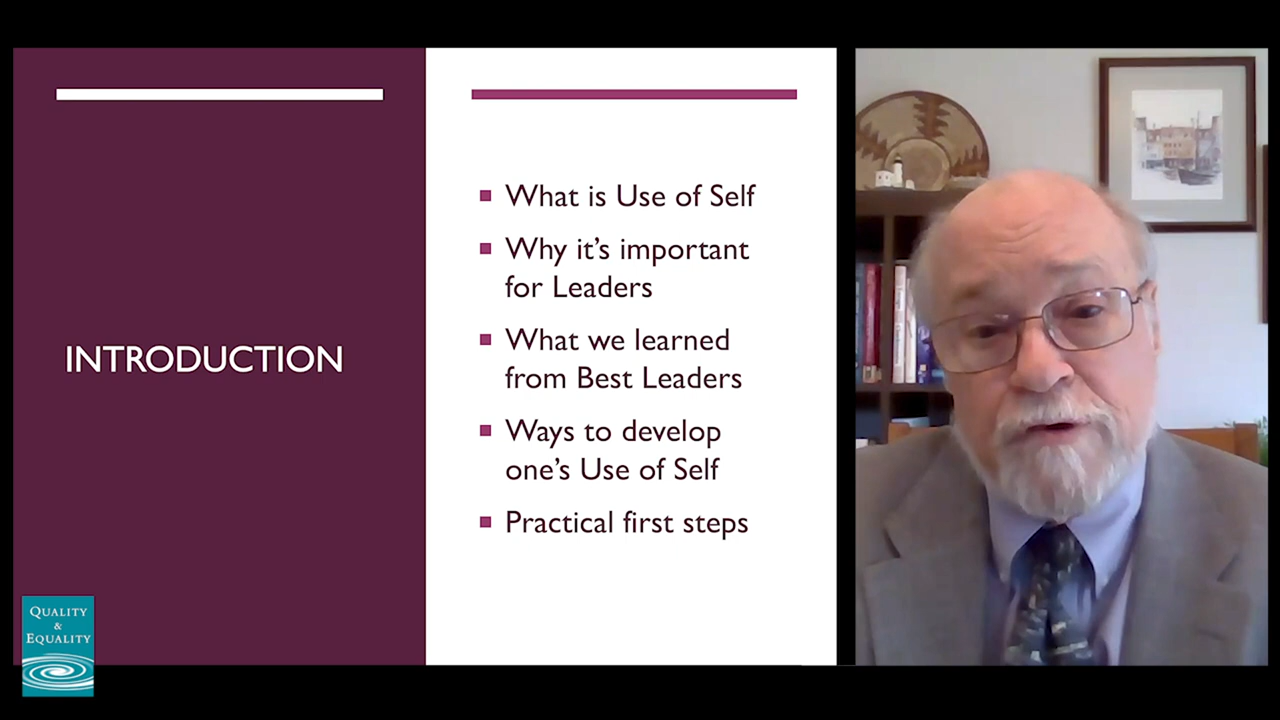 INTRODUCTION
What is Use of Self
Why it's important
for Leaders
What we learned
from Best Leaders
Ways to develop
one's Use of Self
Practical first steps
QUALITY
&
EQUALITY